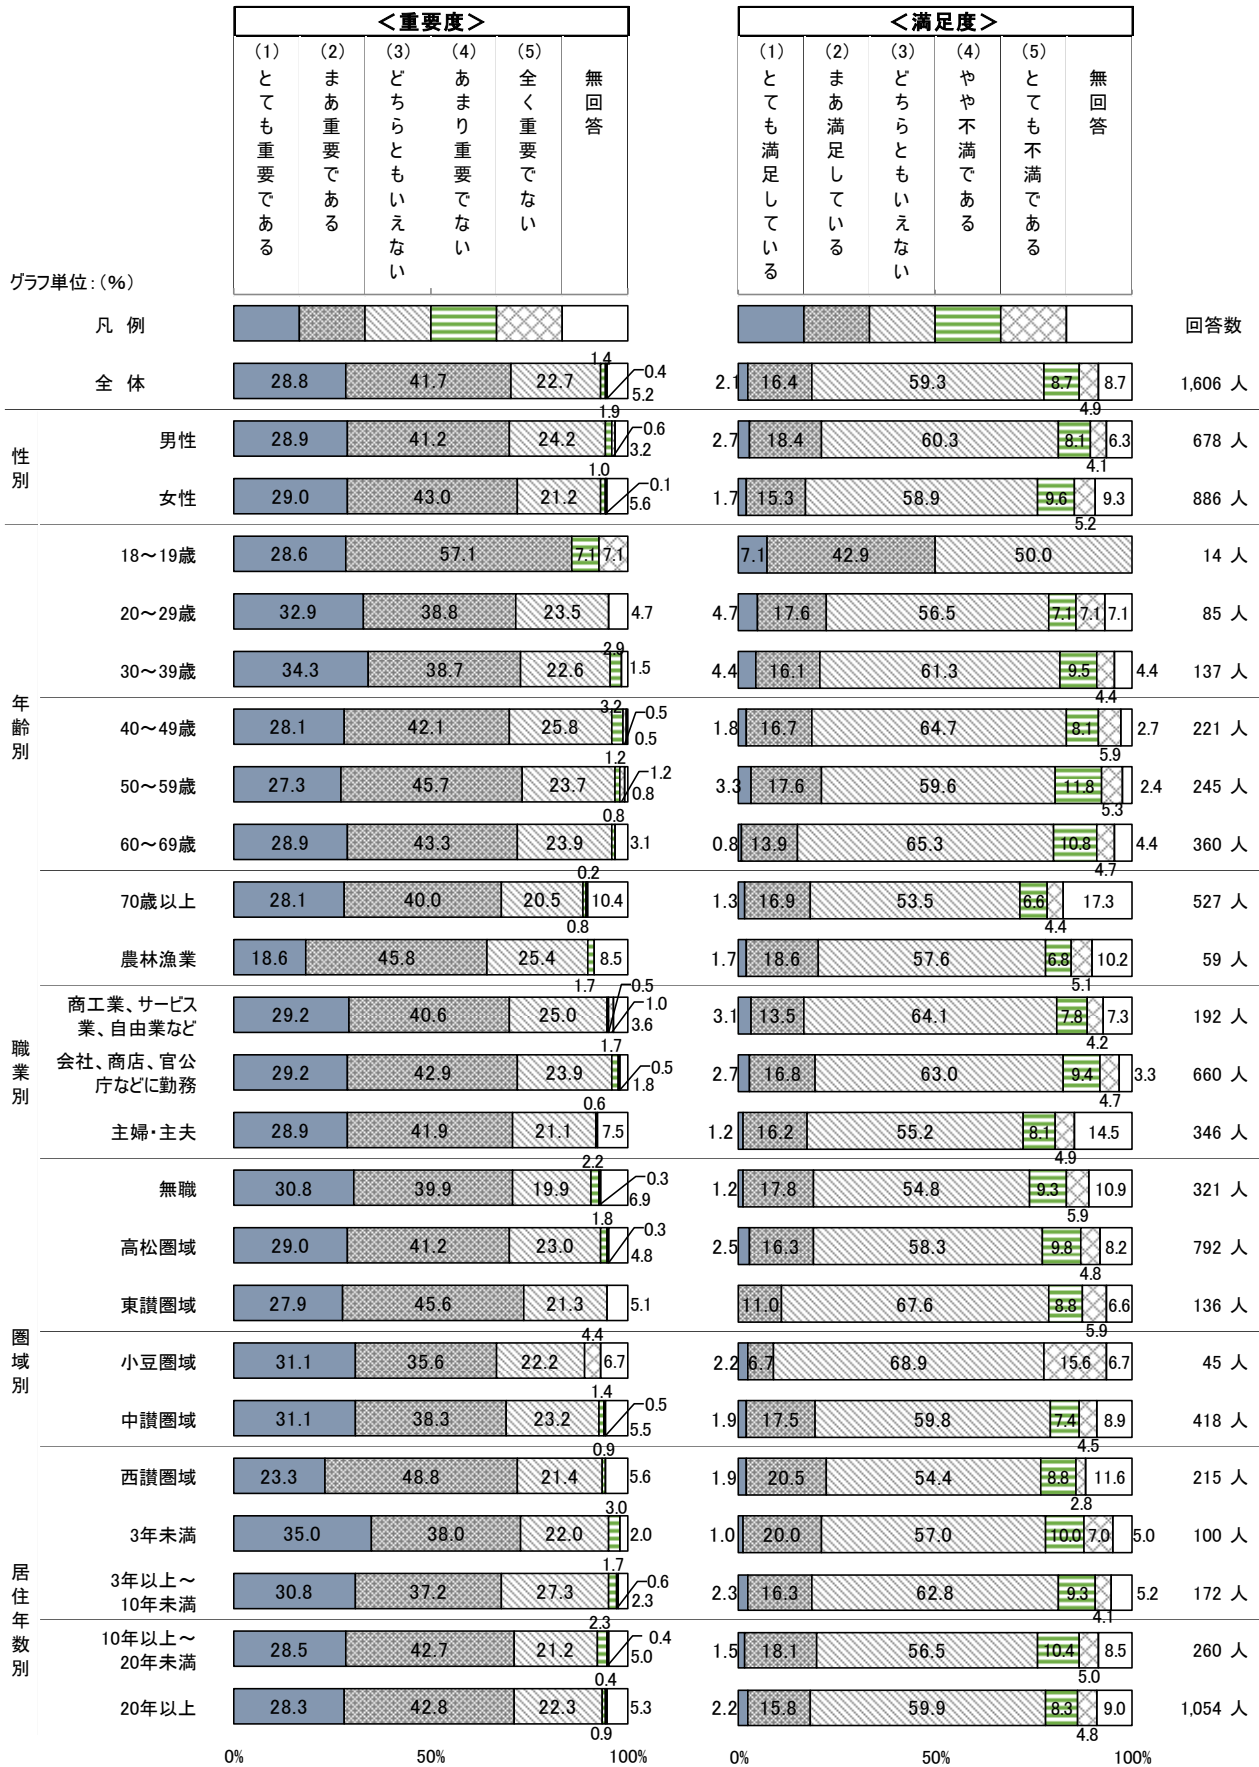 ＜重要度＞ ＜満足度＞
(1)とても重要である (2)まあ重要である (3)どちらともいえない (4)あまり重要でない (5)全く重要でない 無回答 (1)とても満足している (2)まあ満足している (3)どちらともいえない (4)やや不満である (5)とても不満である 無回答
グラフ単位：(%)
凡 例 回答数
全 体 28.8 41.7 22.7 1.4 0.4 5.2 2.1 16.4 59.3 8.7 4.9 8.7 1,606 人
性別
男性 28.9 41.2 24.2 1.9 0.6 3.2 2.7 18.4 60.3 8.1 4.1 6.3 678 人
女性 29.0 43.0 21.2 1.0 0.1 5.6 1.7 15.3 58.9 9.6 5.2 9.3 886 人
年齢別
18～19歳 28.6 57.1 7.1 7.1 7.1 42.9 50.0 14 人
20～29歳 32.9 38.8 23.5 4.7 4.7 17.6 56.5 7.1 7.1 7.1 85 人
30～39歳 34.3 38.7 22.6 2.9 1.5 4.4 16.1 61.3 9.5 4.4 4.4 137 人
40～49歳 28.1 42.1 25.8 3.2 0.5 0.5 1.8 16.7 64.7 8.1 5.9 2.7 221 人
50～59歳 27.3 45.7 23.7 1.2 1.2 0.8 3.3 17.6 59.6 11.8 5.3 2.4 245 人
60～69歳 28.9 43.3 23.9 0.8 3.1 0.8 13.9 65.3 10.8 4.7 4.4 360 人
70歳以上 28.1 40.0 20.5 0.8 0.2 10.4 1.3 16.9 53.5 6.6 4.4 17.3 527 人
職業別
農林漁業 18.6 45.8 25.4 1.7 8.5 1.7 18.6 57.6 6.8 5.1 10.2 59 人
商工業、サービス
業、自由業など 29.2 40.6 25.0 0.5 1.0 3.6 3.1 13.5 64.1 7.8 4.2 7.3 192 人
会社、商店、官公
庁などに勤務 29.2 42.9 23.9 1.7 0.5 1.8 2.7 16.8 63.0 9.4 4.7 3.3 660 人
主婦・主夫 28.9 41.9 21.1 0.6 7.5 1.2 16.2 55.2 8.1 4.9 14.5 346 人
無職 30.8 39.9 19.9 2.2 0.3 6.9 1.2 17.8 54.8 9.3 5.9 10.9 321 人
圏域別
高松圏域 29.0 41.2 23.0 1.8 0.3 4.8 2.5 16.3 58.3 9.8 4.8 8.2 792 人
東讃圏域 27.9 45.6 21.3 5.1 11.0 67.6 8.8 5.9 6.6 136 人
小豆圏域 31.1 35.6 22.2 4.4 6.7 2.2 6.7 68.9 15.6 6.7 45 人
中讃圏域 31.1 38.3 23.2 1.4 0.5 5.5 1.9 17.5 59.8 7.4 4.5 8.9 418 人
西讃圏域 23.3 48.8 21.4 0.9 5.6 1.9 20.5 54.4 8.8 2.8 11.6 215 人
居住年数別
3年未満 35.0 38.0 22.0 3.0 2.0 1.0 20.0 57.0 10.0 7.0 5.0 100 人
3年以上～
10年未満 30.8 37.2 27.3 1.7 0.6 2.3 2.3 16.3 62.8 9.3 4.1 5.2 172 人
10年以上～
20年未満 28.5 42.7 21.2 2.3 0.4 5.0 1.5 18.1 56.5 10.4 5.0 8.5 260 人
20年以上 28.3 42.8 22.3 0.9 0.4 5.3 2.2 15.8 59.9 8.3 4.8 9.0 1,054 人
0% 50% 100% 0% 50% 100%